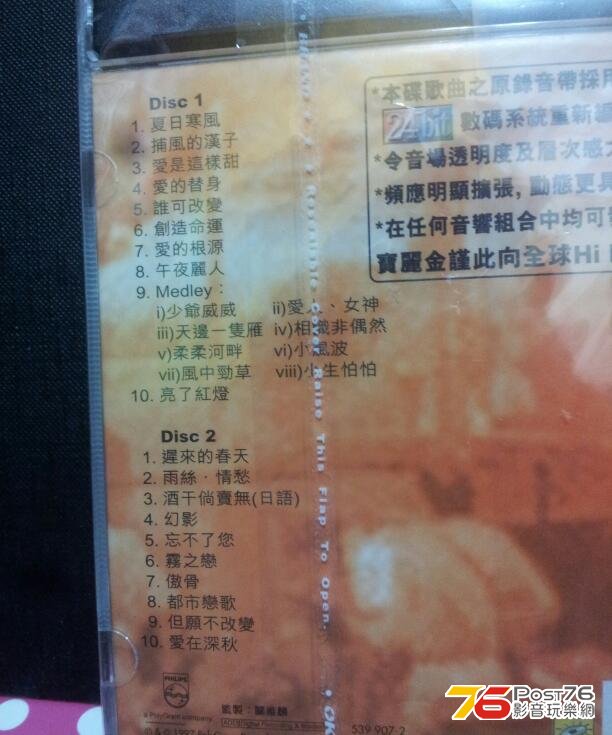 Disc 1
1. 夏日寒風
2. 捕風的漢子
3. 愛是這樣甜
4. 愛的替身
5. 誰可改變
6. 創造命運
7. 愛的根源
8. 午夜麗人
9. Medley：
i)少爺威威 ii)愛人、女神
iii)天邊一隻雁 iv)相識非偶然
v)柔柔河畔 vi)小風波
vii)風中勁草 viii)小生怕怕
10. 亮了紅燈
Disc 2
1. 遲來的春天
2. 雨絲．情愁
3. 酒干倘賣無(日語)
4. 幻影
5. 忘不了您
6. 霧之戀
7. 傲骨
8. 都市戀歌
9. 但願不改變
10. 愛在深秋
*本碟歌曲之原錄音帶採用
24bit 數碼系統重新
*令音場透明度及層次感
*頻應明顯擴張，動態更具
*在任何音響組合中均可
寶麗金謹此向全球Hi
Resealable Cover Raise This Flap To Open.
PHILIPS
a PolyGram company
監製：
539 907-2
76 Post76
影音玩樂網